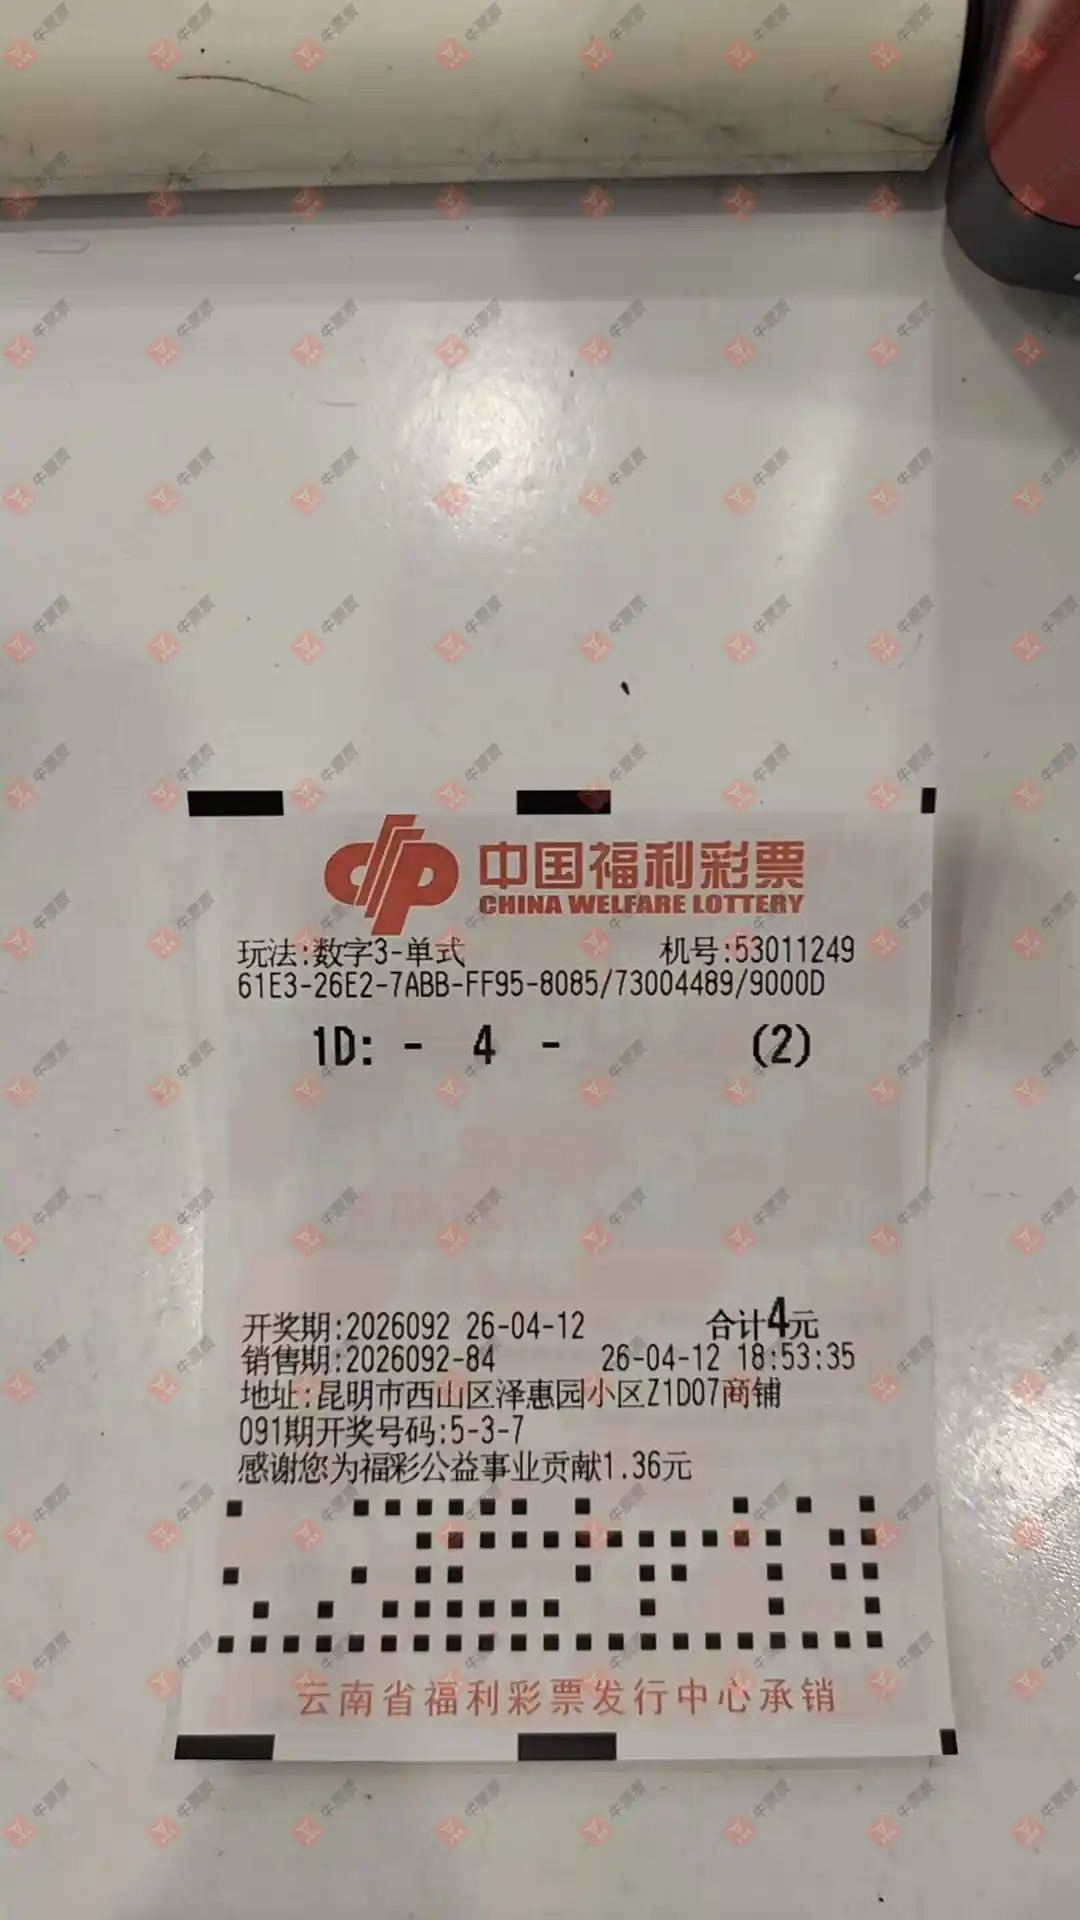 中国福利彩票
CHINA WELFARE LOTTERY
玩法:数字3-单式 机号:53011249
61E3-26E2-7ABB-FF95-8085/73004489/9000D
1D: - 4 - (2)
开奖期:2026092 26-04-12 合计4元
销售期:2026092-84 26-04-12 18:53:35
地址:昆明市西山区泽惠园小区Z1D07商铺
091期开奖号码:5-3-7
感谢您为福彩公益事业贡献1.36元
云南省福利彩票发行中心承销
牛票票